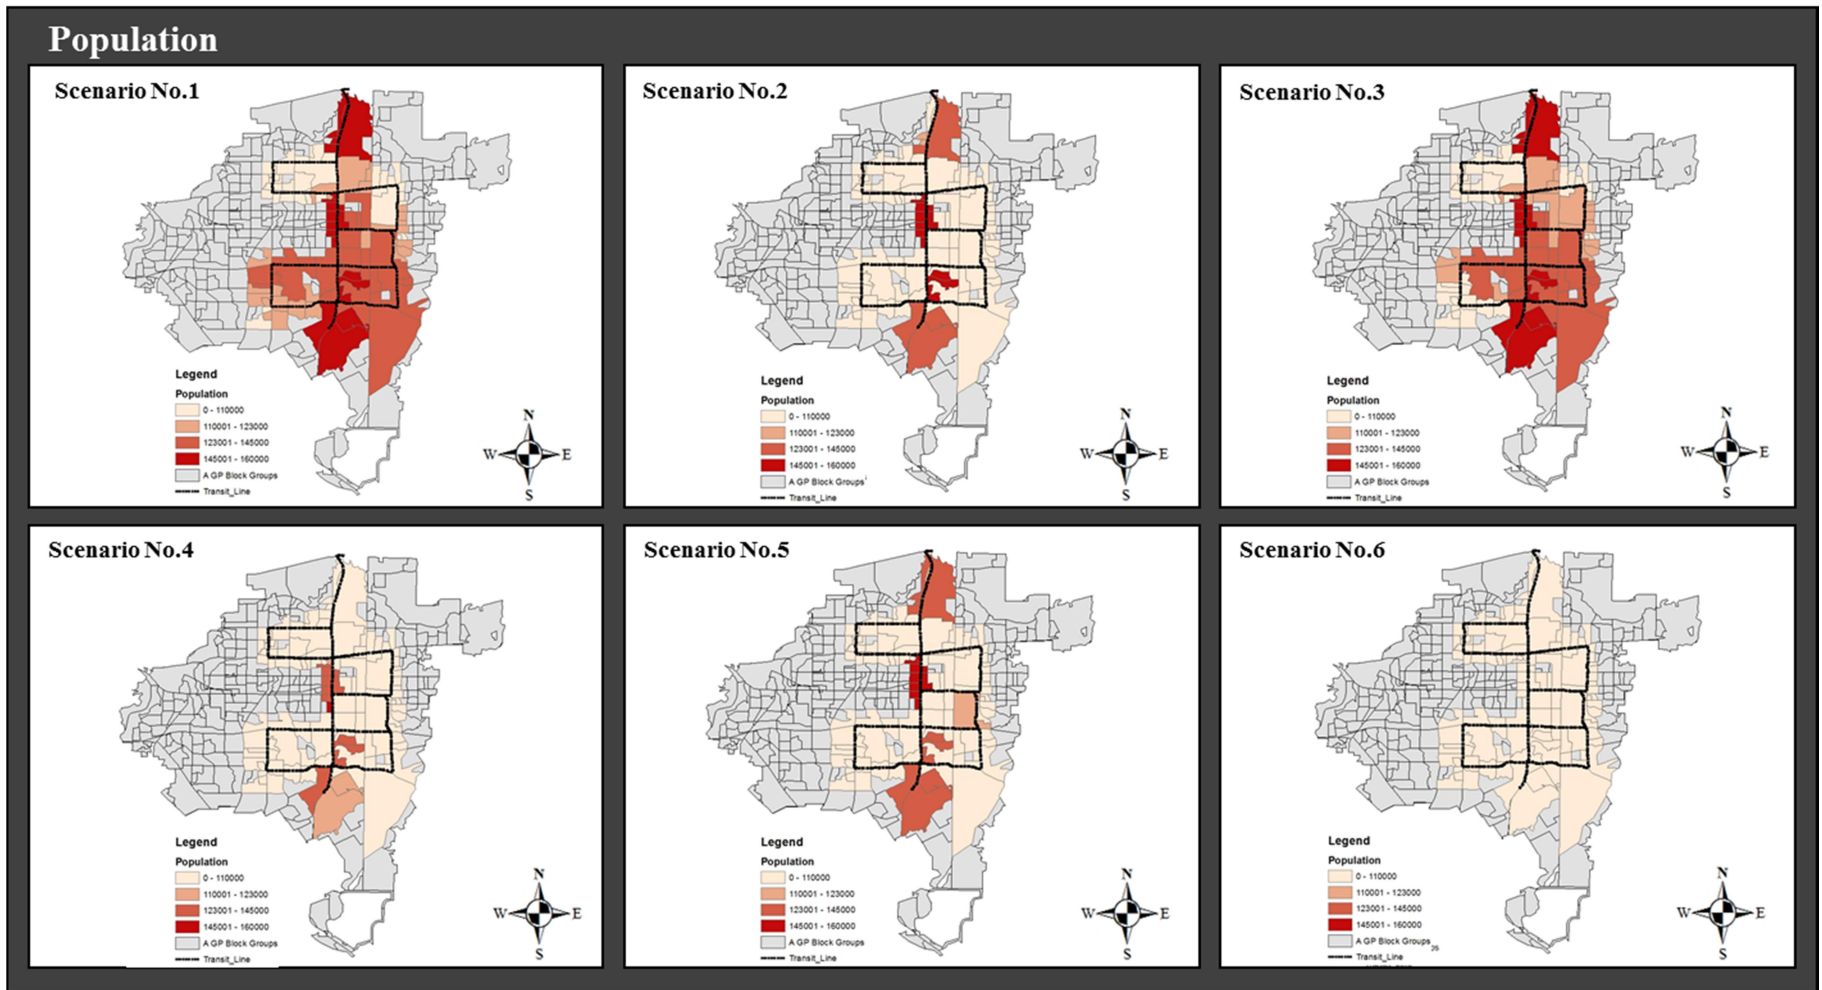 Population
Scenario No.1
Legend
Population
0 - 110000
110001 - 123000
123001 - 145000
145001 - 160000
A GP Block Groups
Transit_Line
N
W E
S
Scenario No.2
Legend
Population
0 - 110000
110001 - 123000
123001 - 145000
145001 - 160000
A GP Block Groups
Transit_Line
N
W E
S
Scenario No.3
Legend
Population
0 - 110000
110001 - 123000
123001 - 145000
145001 - 160000
A GP Block Groups
Transit_Line
N
W E
S
Scenario No.4
Legend
Population
0 - 110000
110001 - 123000
123001 - 145000
145001 - 160000
A GP Block Groups
Transit_Line
N
W E
S
Scenario No.5
Legend
Population
0 - 110000
110001 - 123000
123001 - 145000
145001 - 160000
A GP Block Groups
Transit_Line
N
W E
S
Scenario No.6
Legend
Population
0 - 110000
110001 - 123000
123001 - 145000
145001 - 160000
A GP Block Groups
Transit_Line
N
W E
S